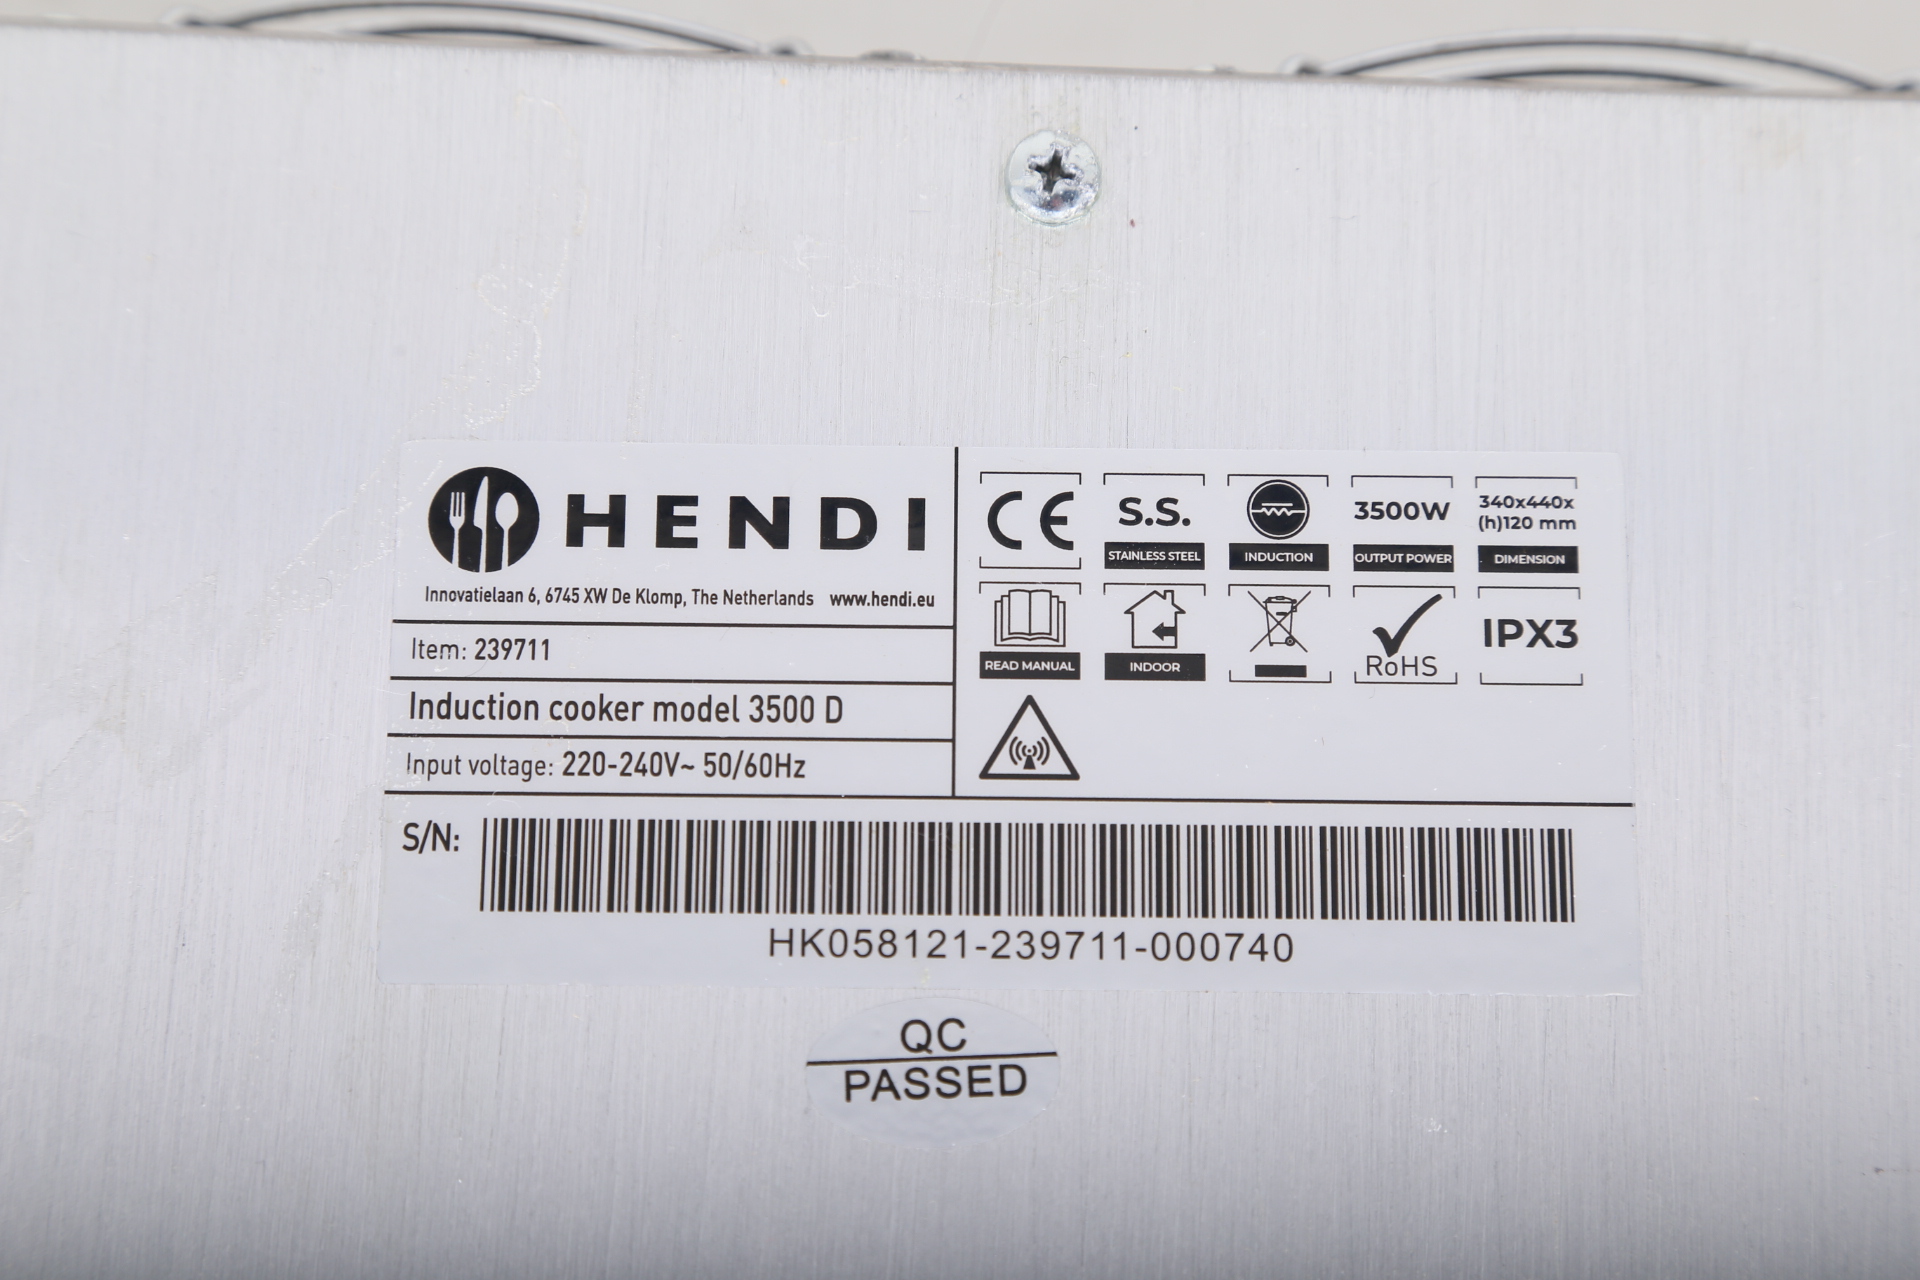 HENDI
Innovatielaan 6, 6745 XW De Klomp, The Netherlands www.hendi.eu
Item: 239711
Induction cooker model 3500 D
Input voltage: 220-240V~ 50/60Hz
CE
S.S.
STAINLESS STEEL
INDUCTION
3500W
OUTPUT POWER
340x440x
(h)120 mm
DIMENSION
READ MANUAL
INDOOR
RoHS
IPX3
S/N:
HK058121-239711-000740
QC
PASSED